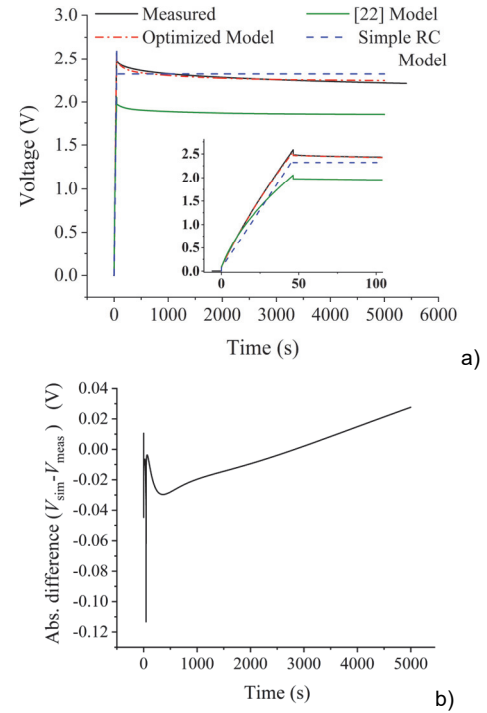 Measured
[22] Model
Optimized Model
Simple RC
Model
3.0
2.5
2.0
1.5
1.0
0.5
0.0
Voltage (V)
2.5
2.0
1.5
1.0
0.5
0.0
0 50 100
0 1000 2000 3000 4000 5000 6000
Time (s)
a)
0.04
0.02
0.00
-0.02
-0.04
-0.06
-0.08
-0.10
-0.12
Abs. difference (Vsim-Vmeas) (V)
0 1000 2000 3000 4000 5000
Time (s)
b)